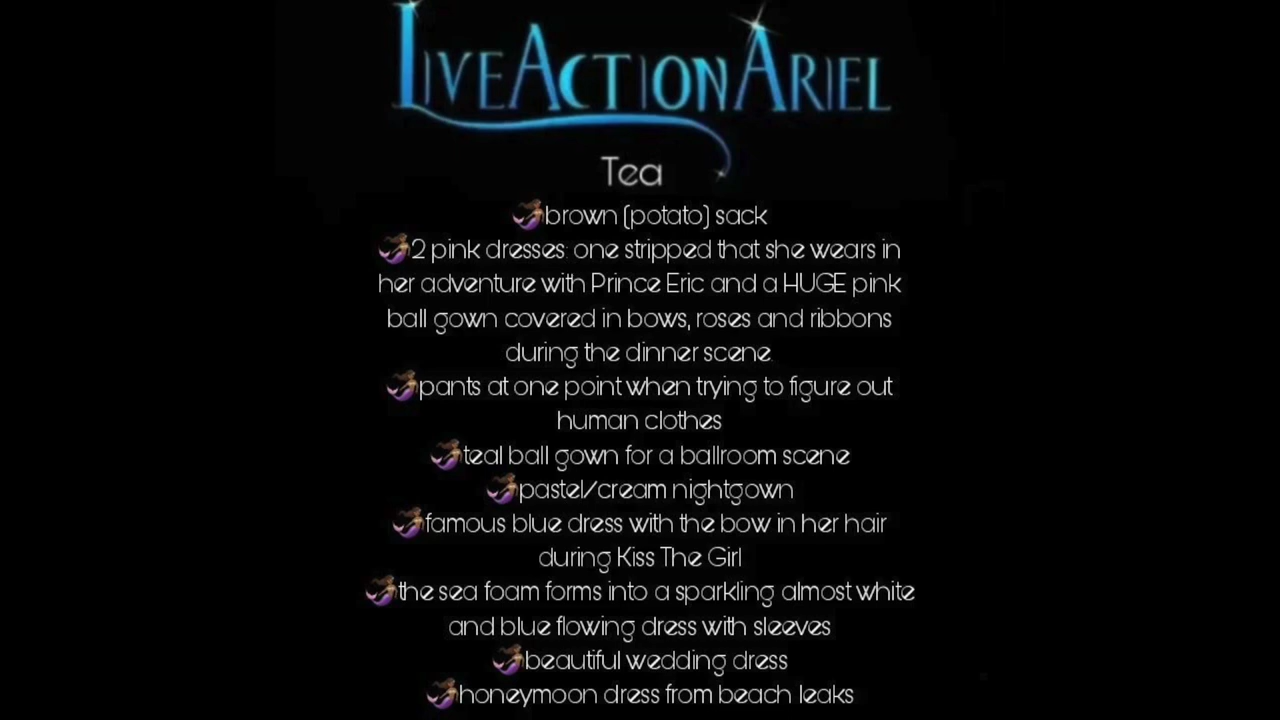 LIVEACTIONARIEL
Tea
🧜🏽‍♀️brown (potato) sack
🧜🏽‍♀️2 pink dresses: one stripped that she wears in
her adventure with Prince Eric and a HUGE pink
ball gown covered in bows, roses and ribbons
during the dinner scene.
🧜🏽‍♀️pants at one point when trying to figure out
human clothes
🧜🏽‍♀️teal ball gown for a ballroom scene
🧜🏽‍♀️pastel/cream nightgown
🧜🏽‍♀️famous blue dress with the bow in her hair
during Kiss The Girl
🧜🏽‍♀️the sea foam forms into a sparkling almost white
and blue flowing dress with sleeves
🧜🏽‍♀️beautiful wedding dress
🧜🏽‍♀️honeymoon dress from beach leaks